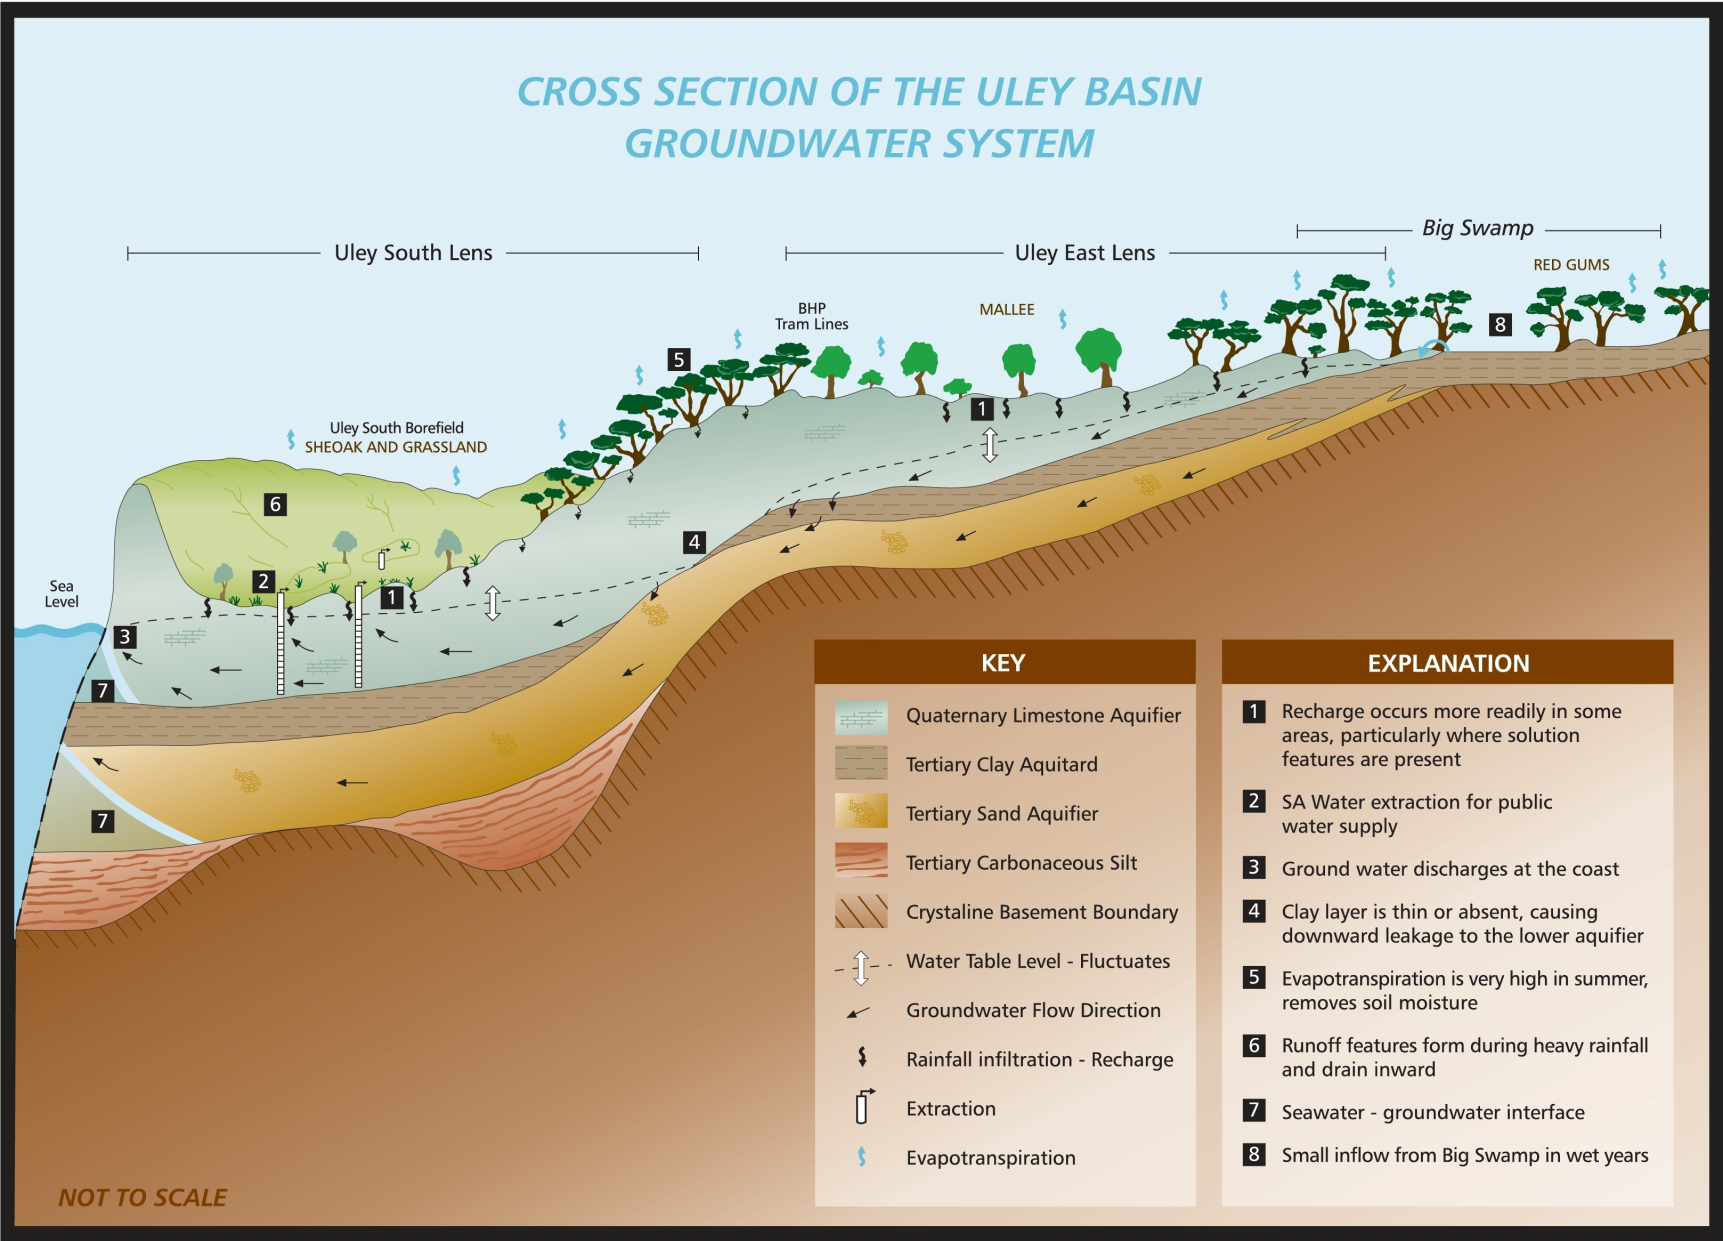 CROSS SECTION OF THE ULEY BASIN
GROUNDWATER SYSTEM
Big Swamp
Uley South Lens
Uley East Lens
RED GUMS
BHP
Tram Lines
MALLEE
8
5
1
Uley South Borefield
SHEOAK AND GRASSLAND
6
4
2
1
Sea
Level
3
7
7
KEY
Quaternary Limestone Aquifier
Tertiary Clay Aquitard
Tertiary Sand Aquifier
Tertiary Carbonaceous Silt
Crystaline Basement Boundary
Water Table Level - Fluctuates
Groundwater Flow Direction
Rainfall infiltration - Recharge
Extraction
Evapotranspiration
EXPLANATION
1 Recharge occurs more readily in some
areas, particularly where solution
features are present
2 SA Water extraction for public
water supply
3 Ground water discharges at the coast
4 Clay layer is thin or absent, causing
downward leakage to the lower aquifier
5 Evapotranspiration is very high in summer,
removes soil moisture
6 Runoff features form during heavy rainfall
and drain inward
7 Seawater - groundwater interface
8 Small inflow from Big Swamp in wet years
NOT TO SCALE